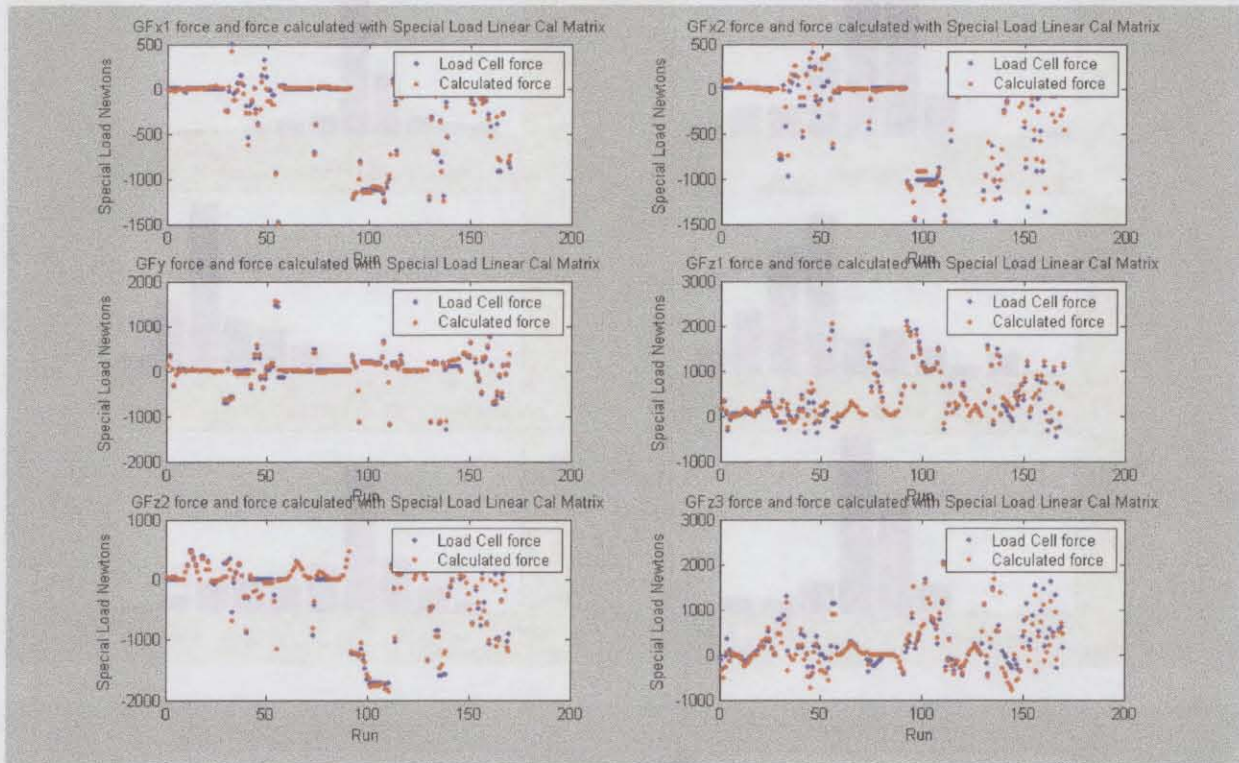 GFx1 force and force calculated with Special Load Linear Cal Matrix
500
0
-500
-1000
-1500
Special Load Newtons
Load Cell force
Calculated force
0 50 100 150 200
Run
GFx2 force and force calculated with Special Load Linear Cal Matrix
500
0
-500
-1000
-1500
Special Load Newtons
Load Cell force
Calculated force
0 50 100 150 200
Run
GFy force and force calculated with Special Load Linear Cal Matrix
2000
1000
0
-1000
-2000
Special Load Newtons
Load Cell force
Calculated force
0 50 100 150 200
Run
GFz1 force and force calculated with Special Load Linear Cal Matrix
3000
2000
1000
0
-1000
Special Load Newtons
Load Cell force
Calculated force
0 50 100 150 200
Run
GFz2 force and force calculated with Special Load Linear Cal Matrix
1000
0
-1000
-2000
Special Load Newtons
Load Cell force
Calculated force
0 50 100 150 200
Run
GFz3 force and force calculated with Special Load Linear Cal Matrix
3000
2000
1000
0
-1000
Special Load Newtons
Load Cell force
Calculated force
0 50 100 150 200
Run